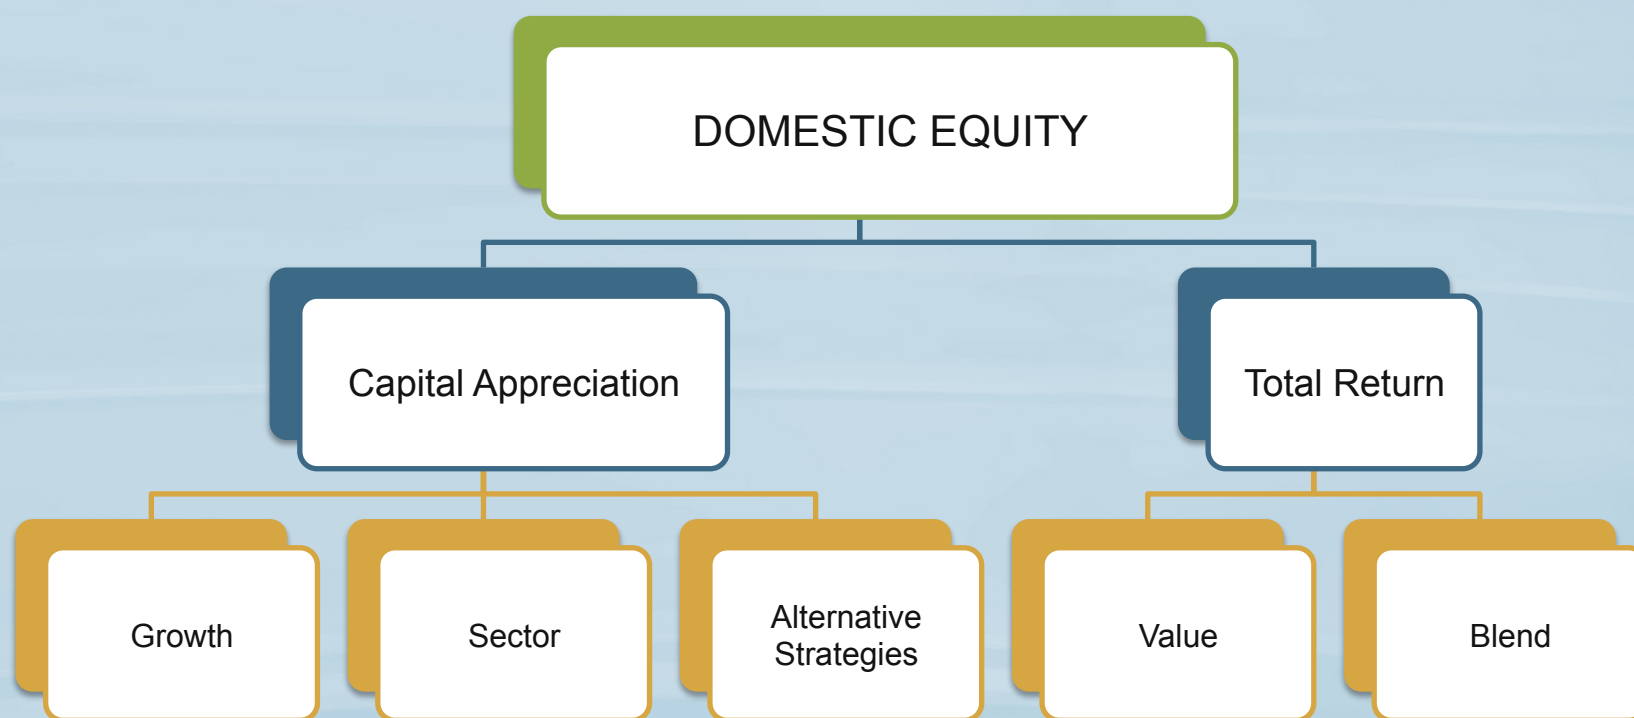 DOMESTIC EQUITY
Capital Appreciation
Total Return
Growth
Sector
Alternative
Strategies
Value
Blend